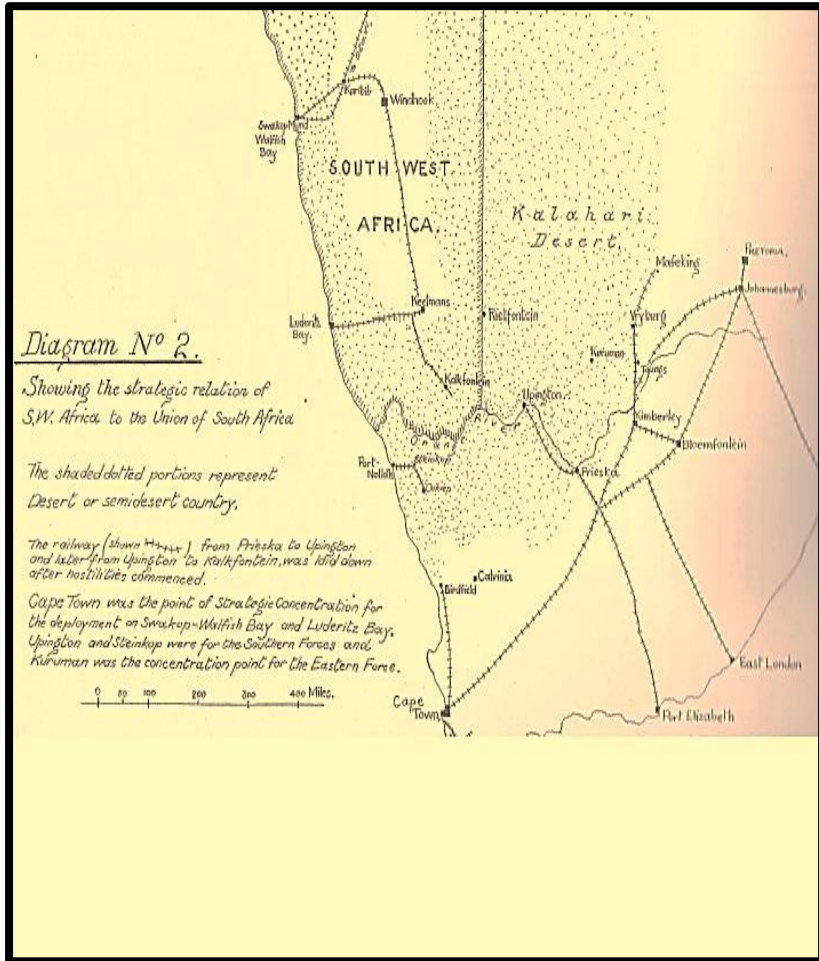 Karibib
Windhoek
Swakopmund
Walfish
Bay
SOUTH WEST
AFRICA.
Kalahari
Desert.
Mafeking
PRETORIA,
Johannesburg.
Keetmans
Luderitz
Bay.
Rietfontein
Vryburg
Kuruman
Taungs
Kalkfontein
Upington
Kimberley
Orange
River
Bloemfontein
Port-
Nolloth
Steinkop
Prieska
Ookiep
Calvinia
Birdfield
East London
Cape
Town
Port Elizabeth
Diagram No 2.
Showing the strategic relation of
S.W. Africa to the Union of South Africa
The shaded dotted portions represent
Desert or semidesert country.
The railway (shown ) from Prieska to Upington
and later from Upington to Kalkfontein, was laid down
after hostilities commenced.
Cape Town was the point of Strategic Concentration for
the deployment on Swakop-Walfish Bay and Luderitz Bay.
Upington and Steinkop were for the Southern Forces and
Kuruman was the concentration point for the Eastern Force.
0 50 100 200 300 400 Miles.